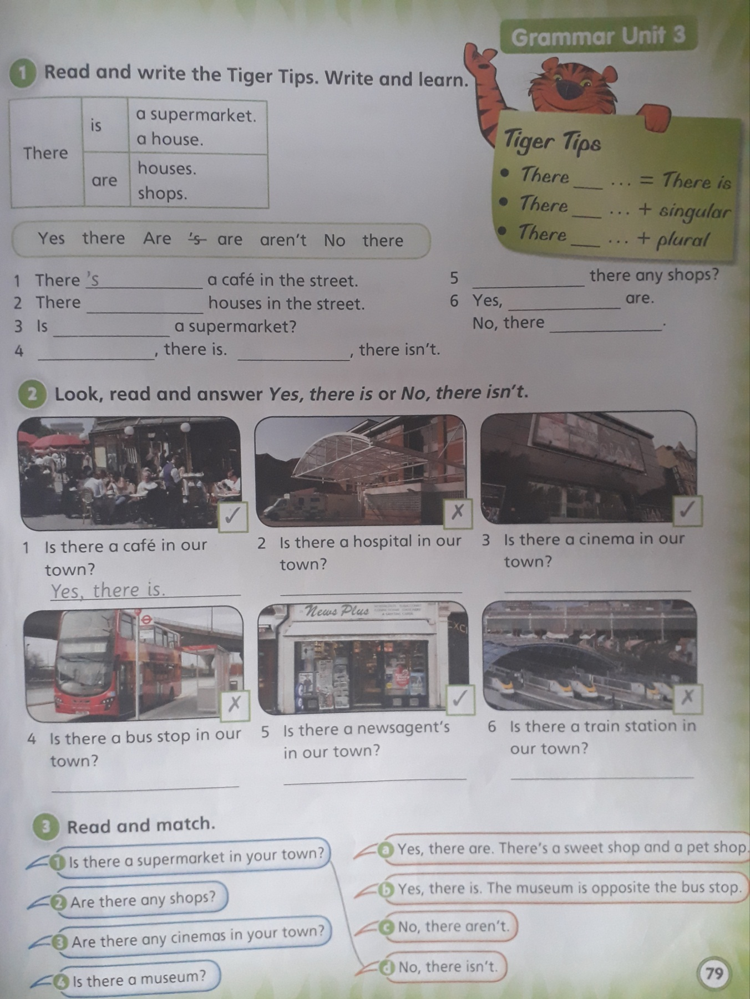 Grammar Unit 3
1 Read and write the Tiger Tips. Write and learn.
There
is
a supermarket.
a house.
are
houses.
shops.
Tiger Tips
• There ___ ... = There is
• There ___ ... + singular
• There ___ ... + plural
Yes there Are 's are aren't No there
1 There 's a café in the street.
2 There ___ houses in the street.
3 Is ___ a supermarket?
4 ___, there is. ___, there isn't.
5 ___ there any shops?
6 Yes, ___ are.
No, there ___.
2 Look, read and answer Yes, there is or No, there isn't.
✓
✗
✓
1 Is there a café in our
town?
Yes, there is.
2 Is there a hospital in our
town?
3 Is there a cinema in our
town?
News Plus
EXC
✗
✓
✗
4 Is there a bus stop in our
town?
5 Is there a newsagent's
in our town?
6 Is there a train station in
our town?
3 Read and match.
1 Is there a supermarket in your town?
2 Are there any shops?
3 Are there any cinemas in your town?
4 Is there a museum?
a Yes, there are. There's a sweet shop and a pet shop.
b Yes, there is. The museum is opposite the bus stop.
c No, there aren't.
d No, there isn't.
79